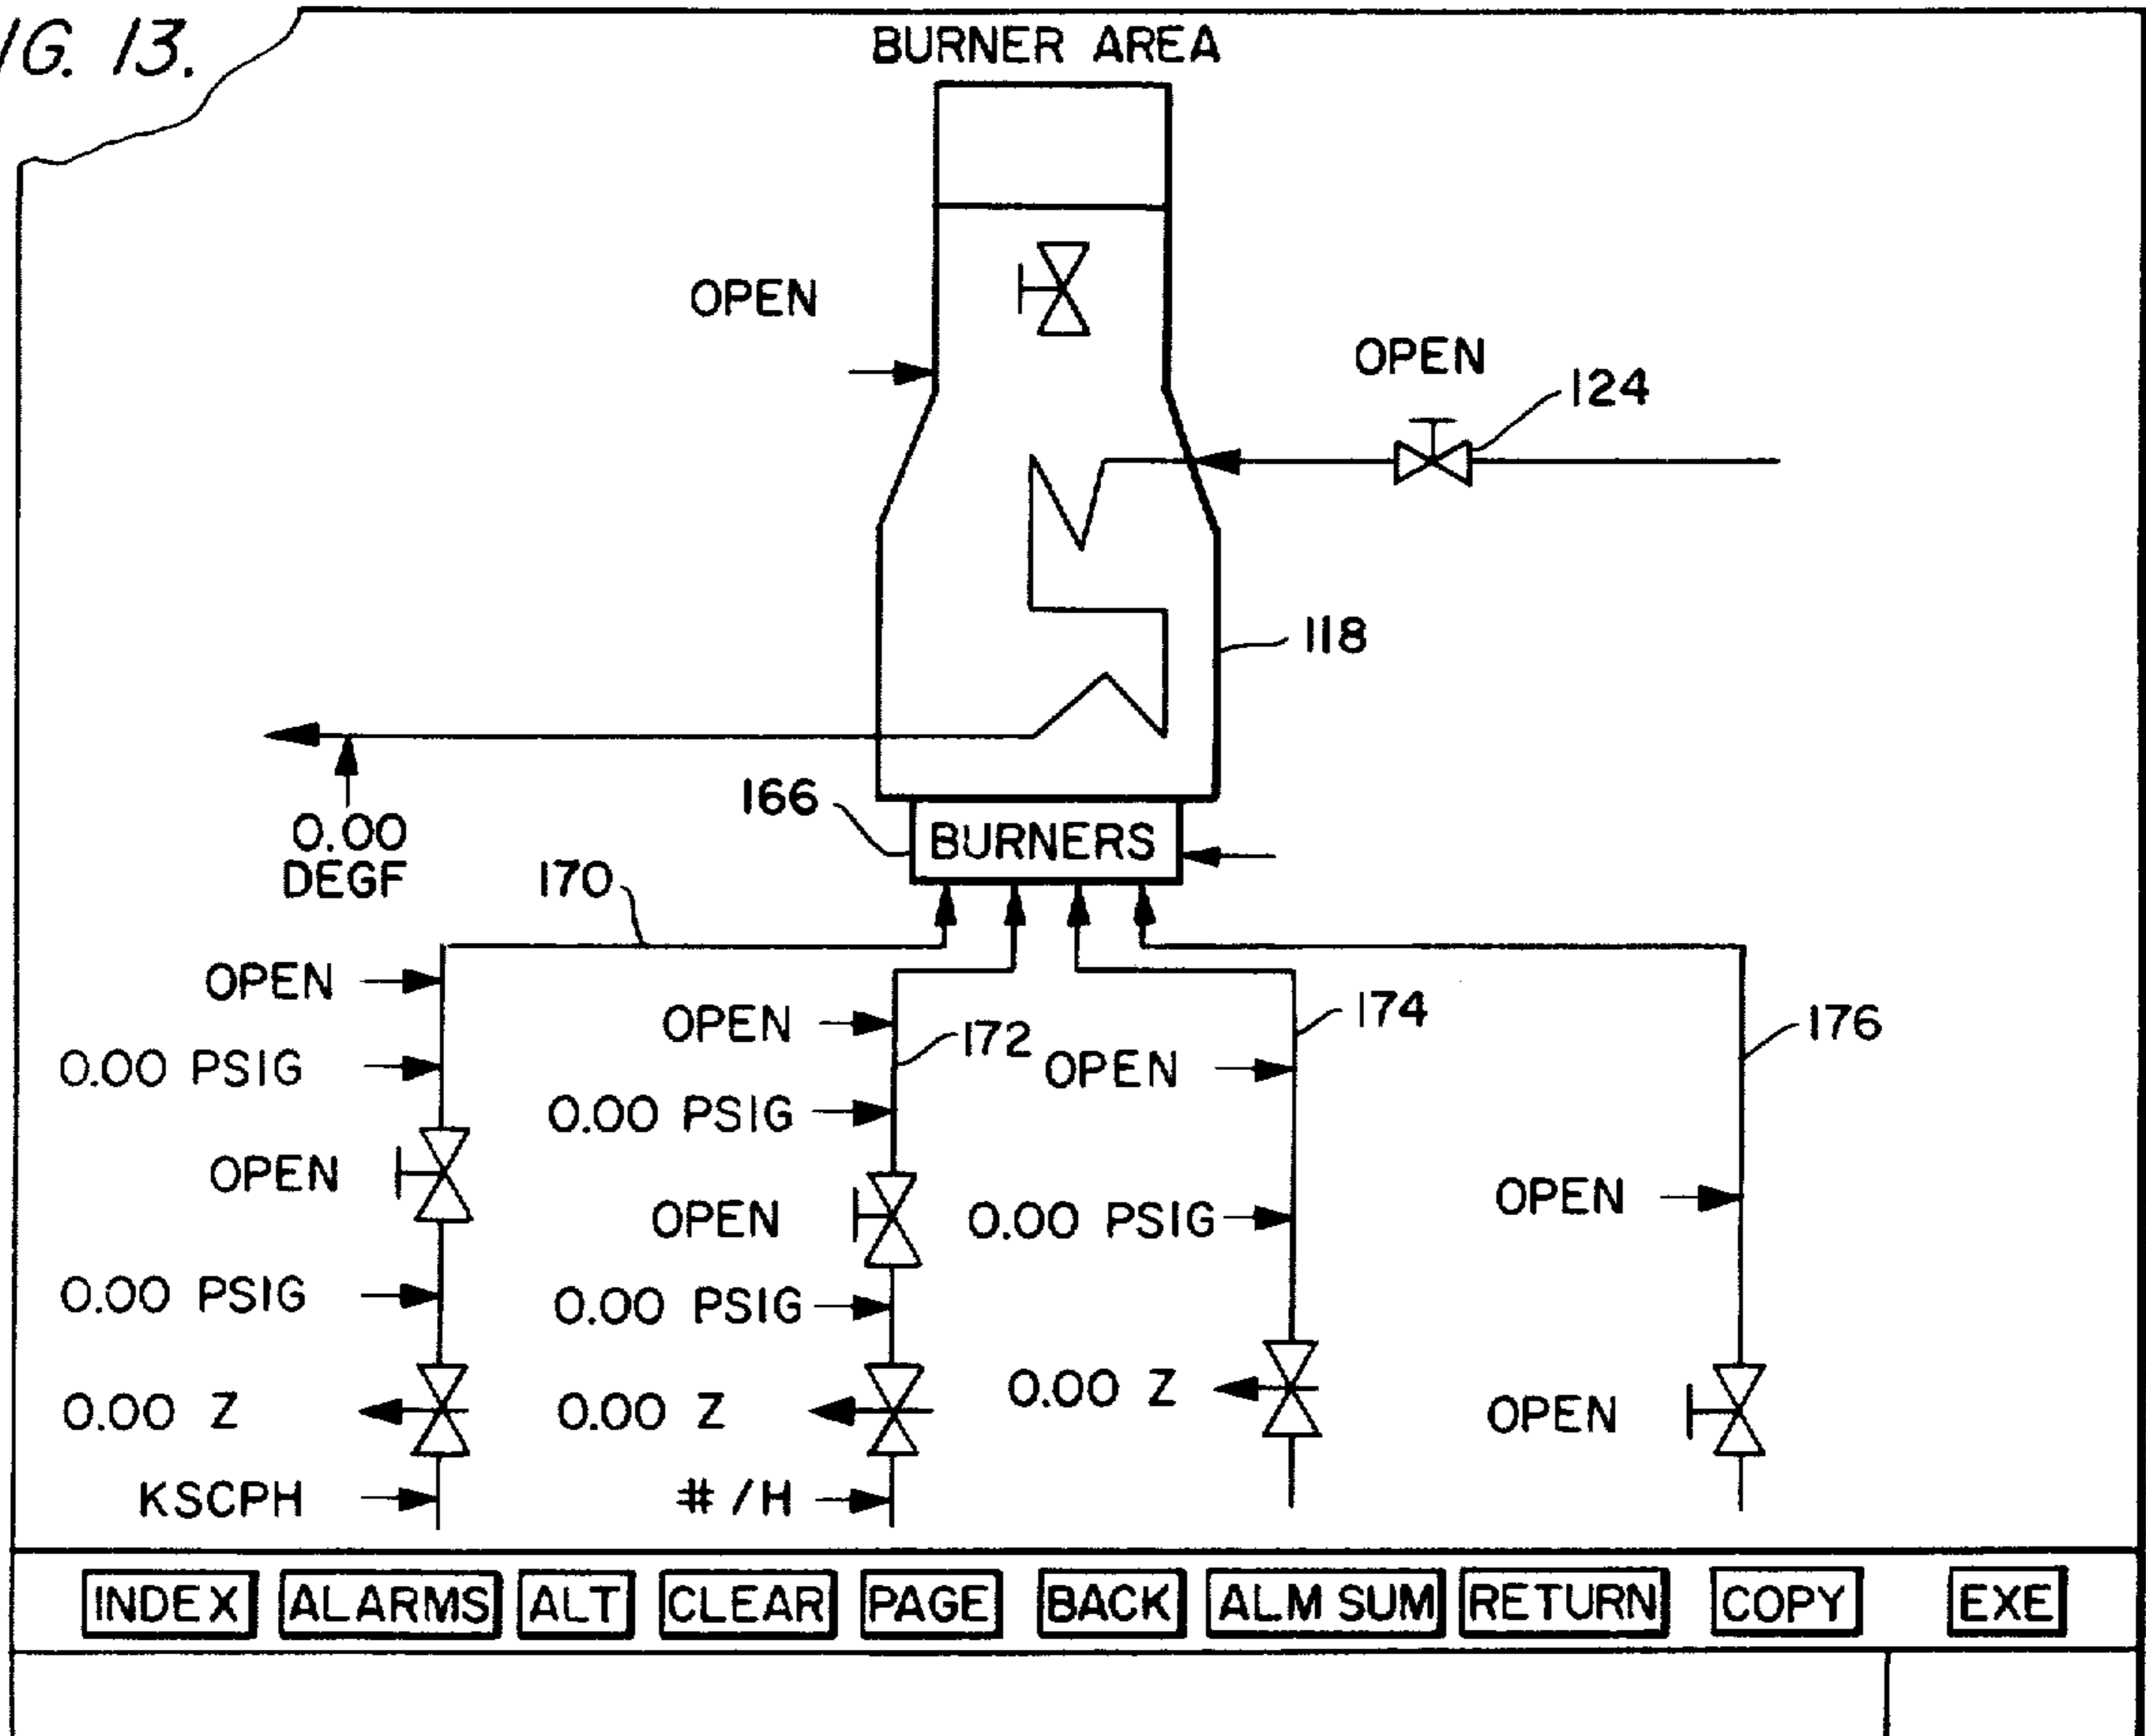 IG. 13.
BURNER AREA
OPEN
OPEN
124
118
166
BURNERS
0.00
DEGF
170
OPEN
OPEN
172
174
176
0.00 PSIG
OPEN
0.00 PSIG
OPEN
OPEN
0.00 PSIG
OPEN
0.00 PSIG
0.00 PSIG
0.00 Z
0.00 Z
0.00 Z
OPEN
KSCPH
#/H
INDEX ALARMS ALT CLEAR PAGE BACK ALM SUM RETURN COPY EXE